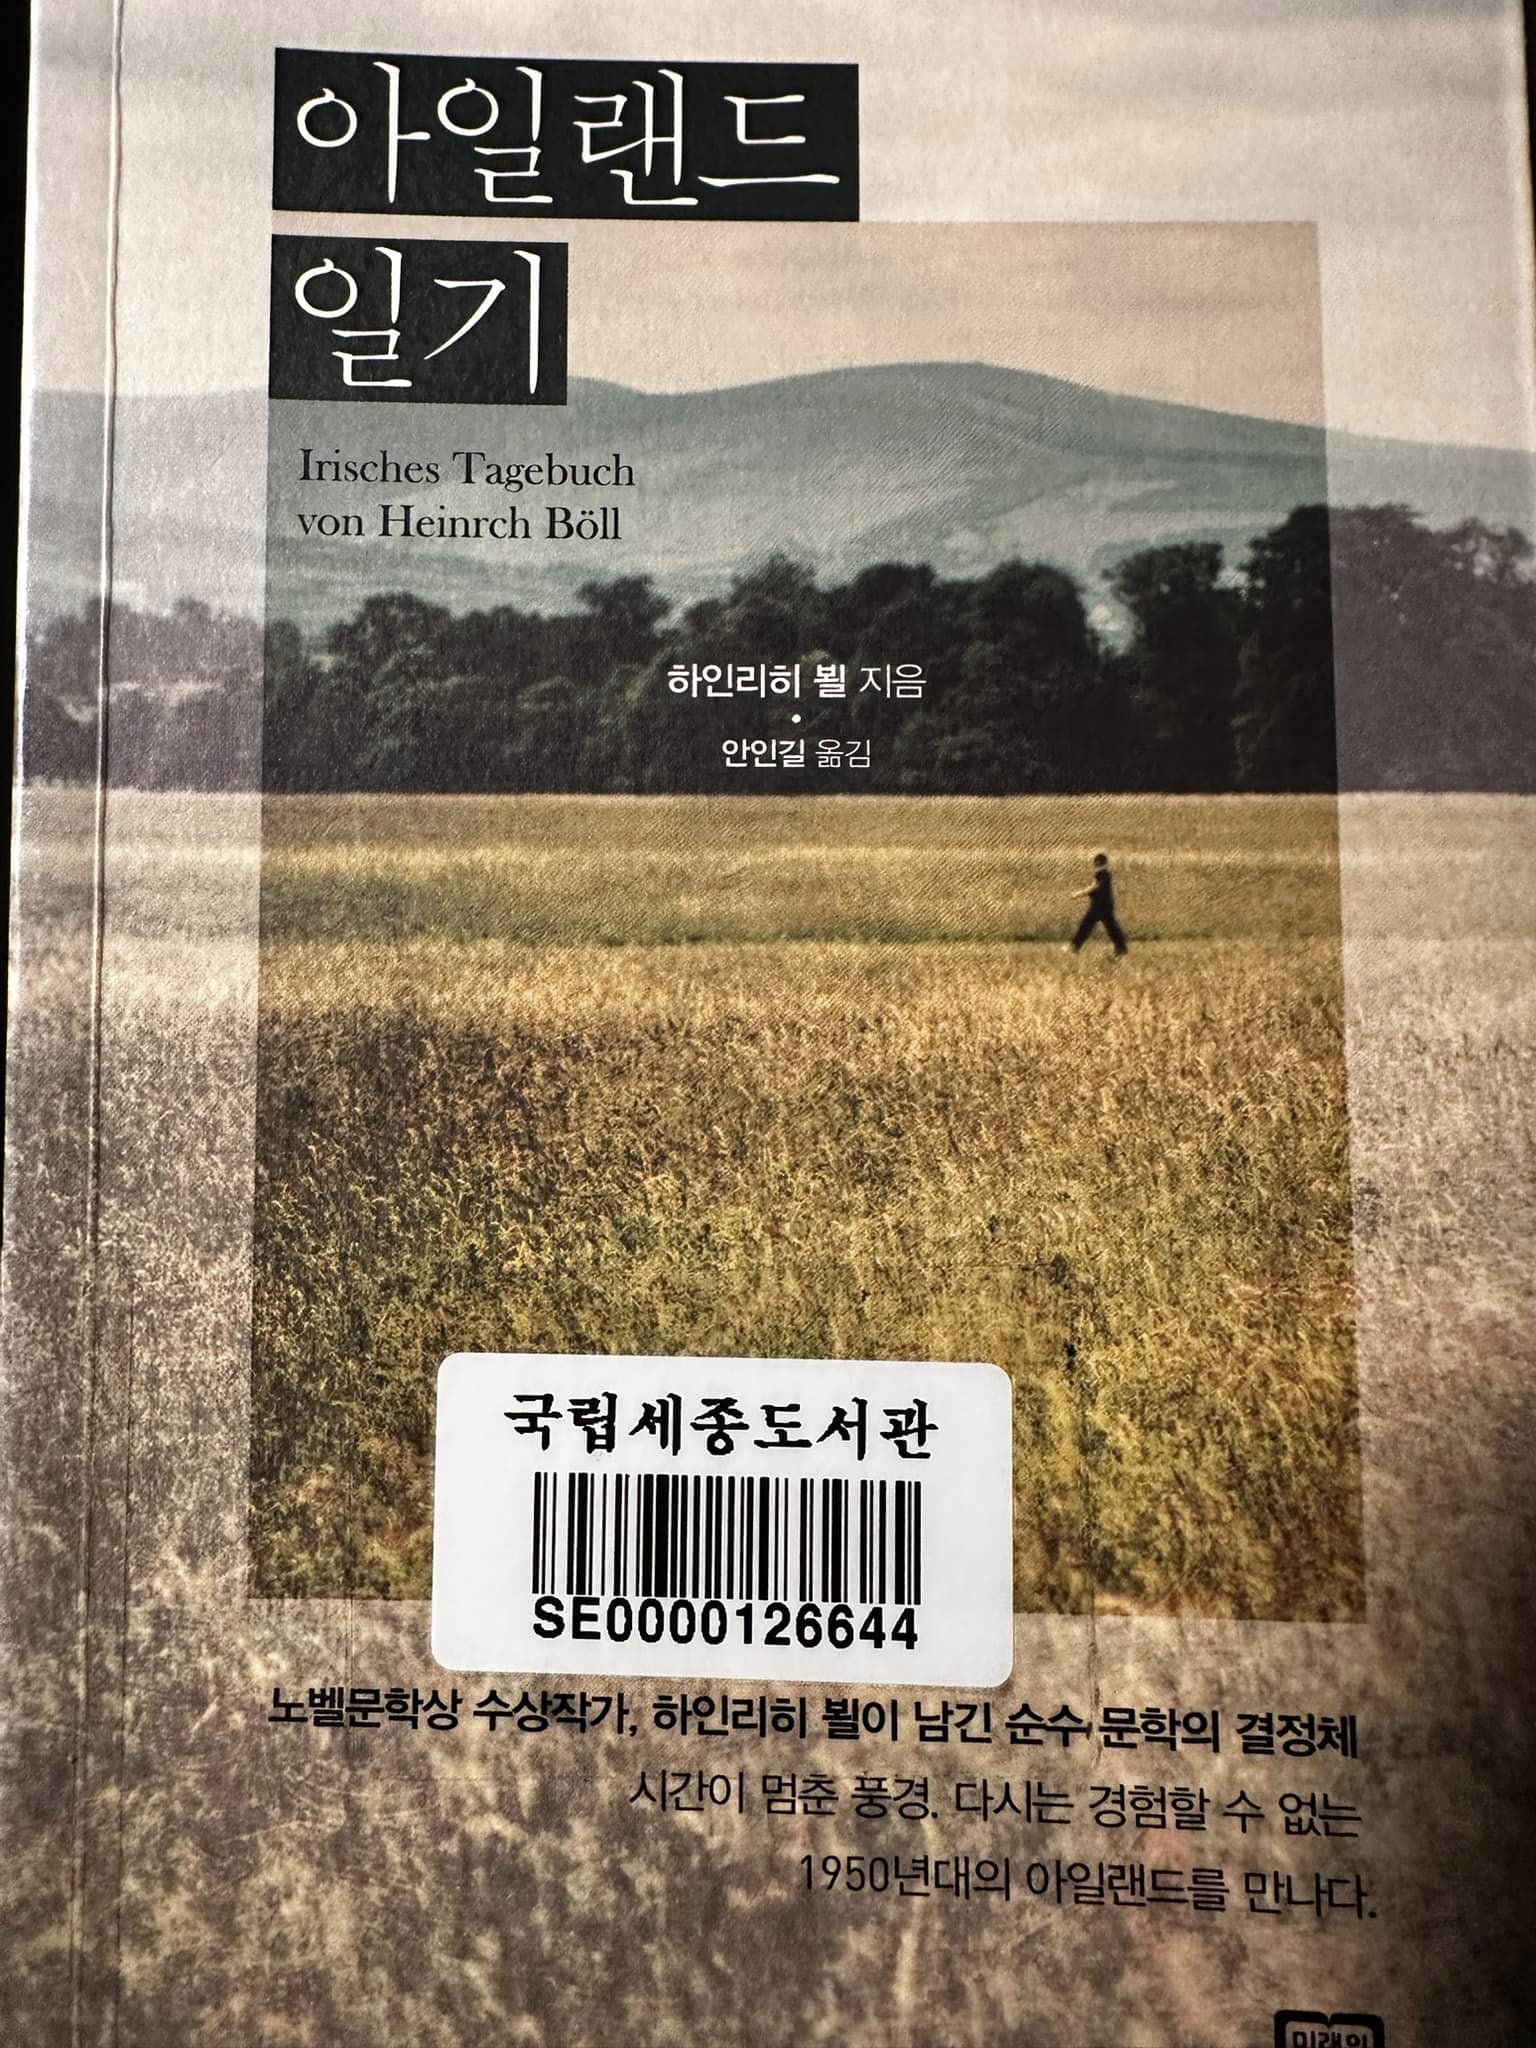 아일랜드
일기
Irisches Tagebuch
von Heinrch Böll
하인리히 뵐 지음
•
안인길 옮김
국립세종도서관
SE0000126644
노벨문학상 수상작가, 하인리히 뵐이 남긴 순수 문학의 결정체
시간이 멈춘 풍경. 다시는 경험할 수 없는
1950년대의 아일랜드를 만나다.